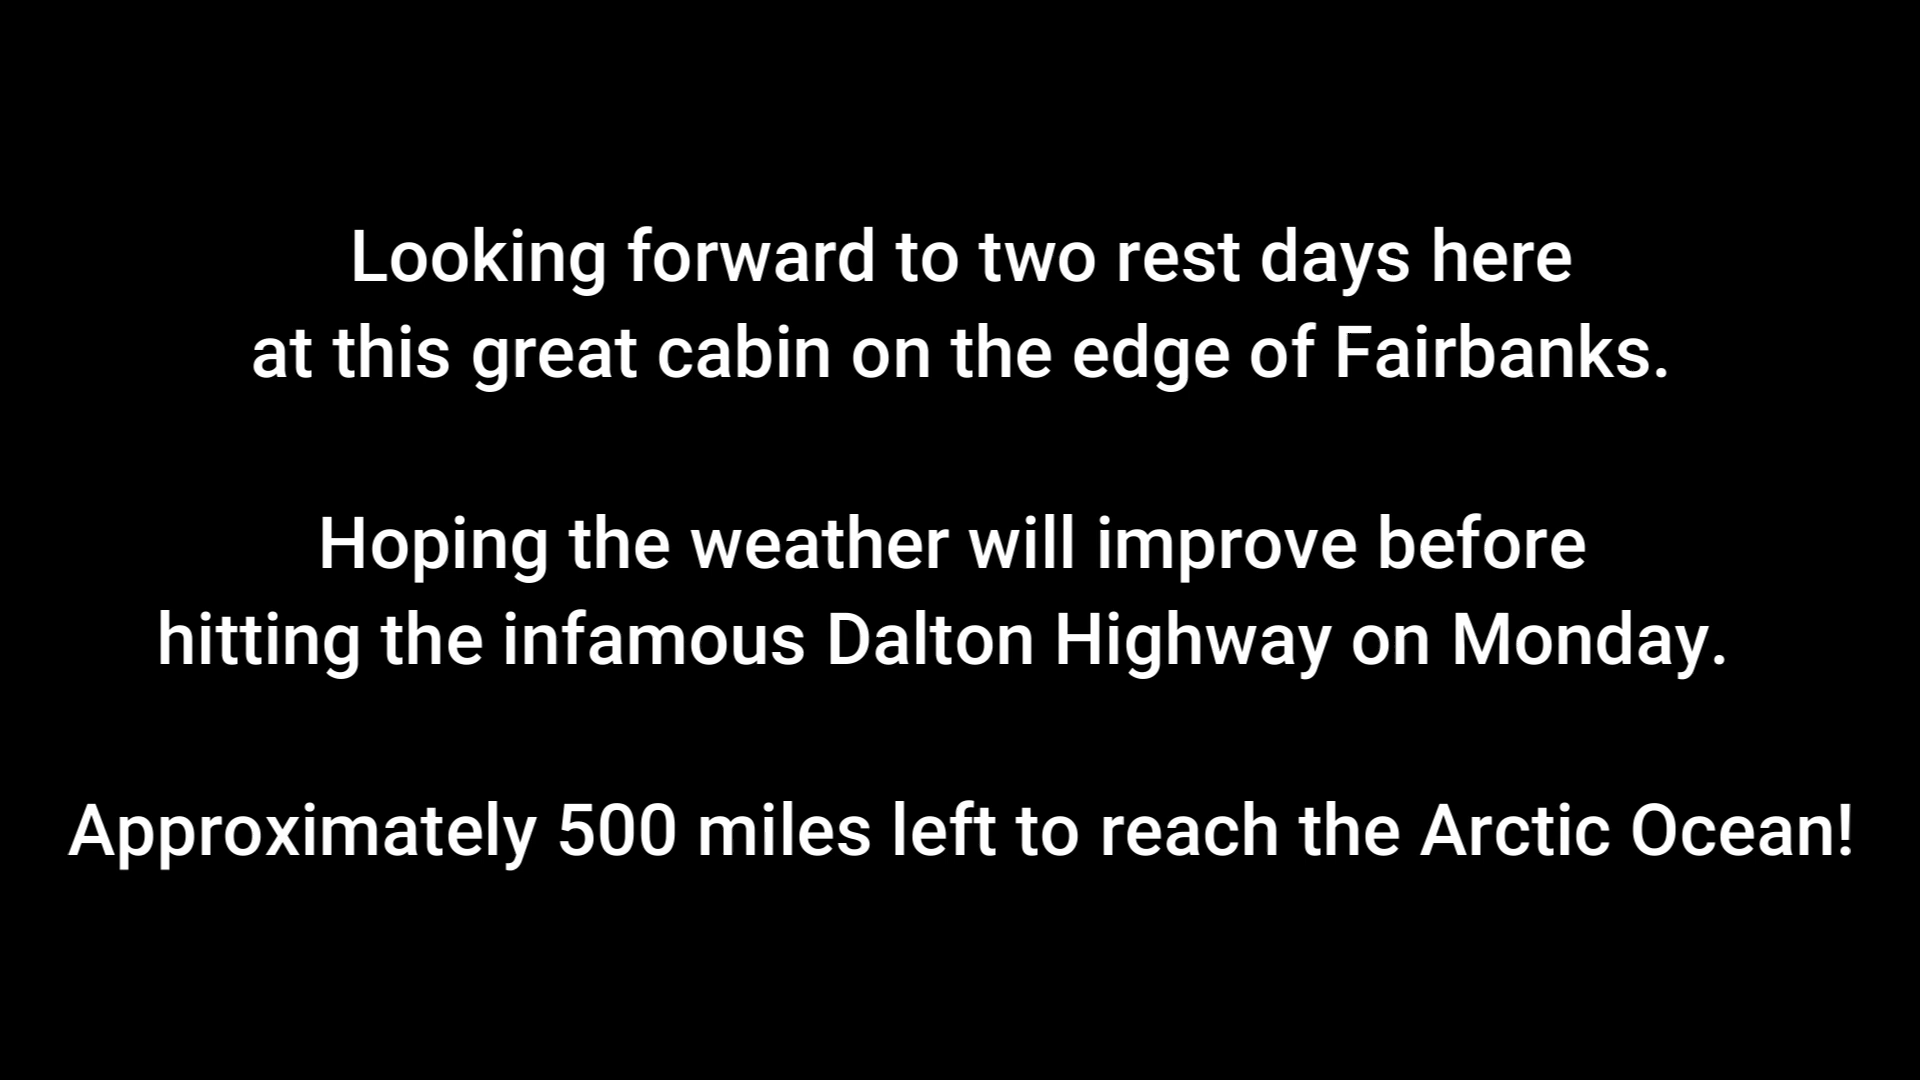 Looking forward to two rest days here
at this great cabin on the edge of Fairbanks.
Hoping the weather will improve before
hitting the infamous Dalton Highway on Monday.
Approximately 500 miles left to reach the Arctic Ocean!